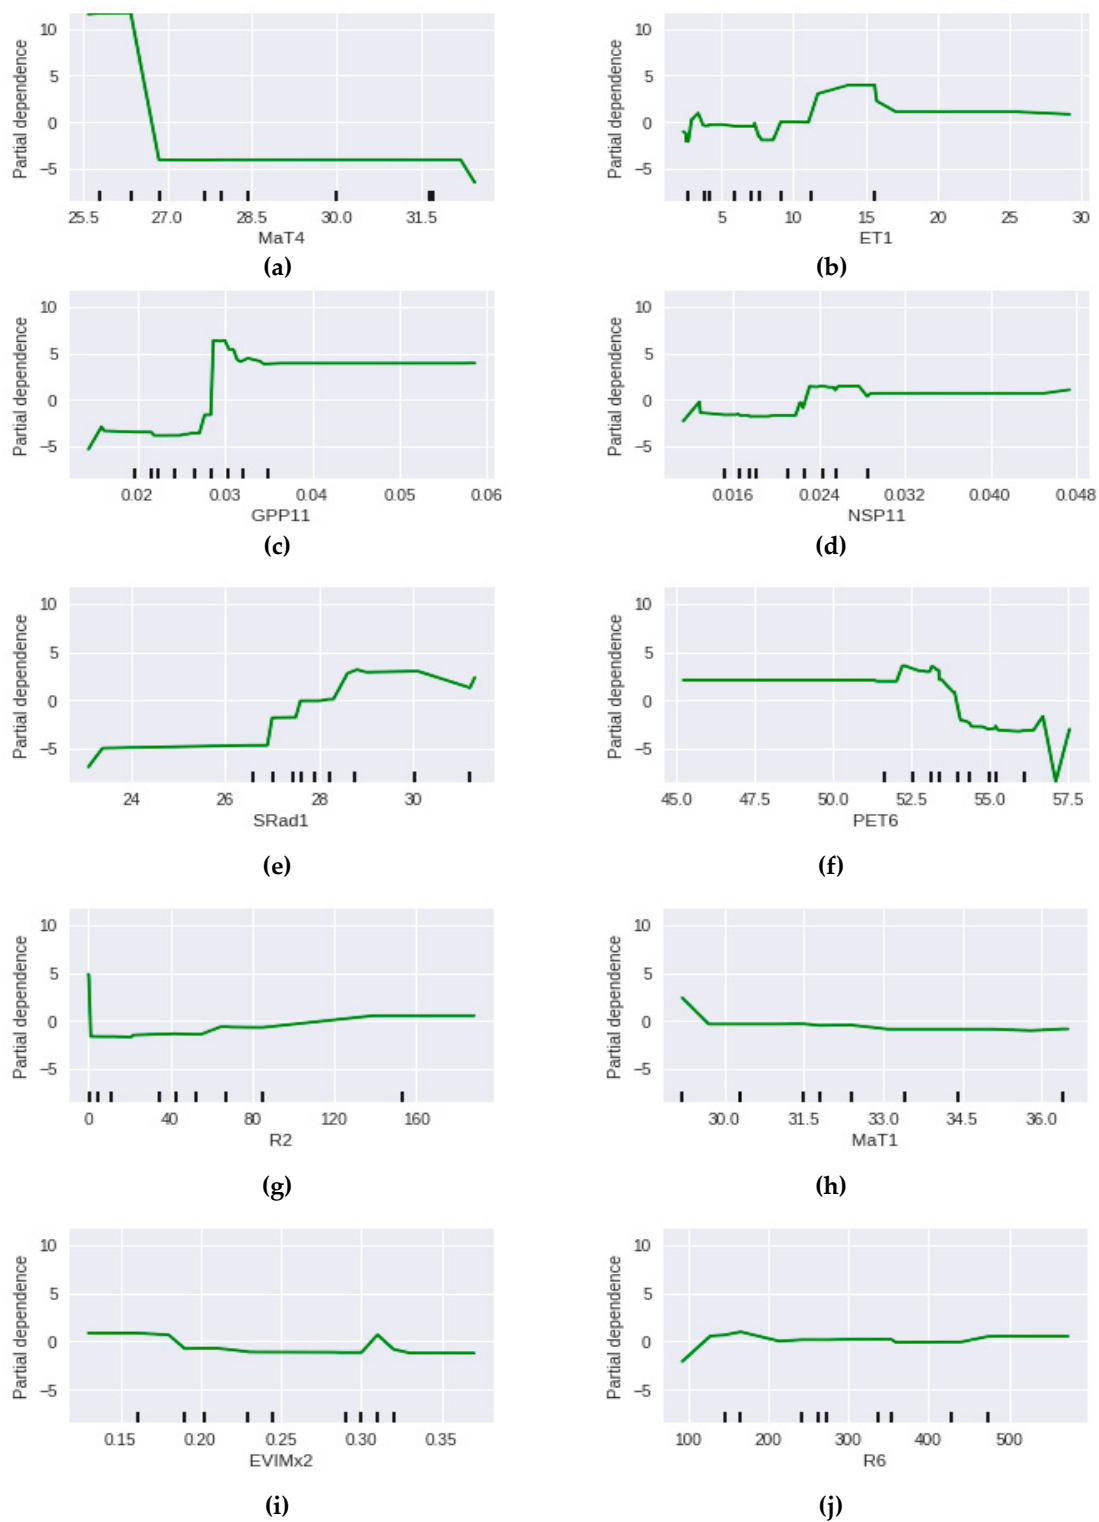 10
5
0
−5
Partial dependence
25.5 27.0 28.5 30.0 31.5
MaT4
(a)
10
5
0
−5
Partial dependence
5 10 15 20 25 30
ET1
(b)
10
5
0
−5
Partial dependence
0.02 0.03 0.04 0.05 0.06
GPP11
(c)
10
5
0
−5
Partial dependence
0.016 0.024 0.032 0.040 0.048
NSP11
(d)
10
5
0
−5
Partial dependence
24 26 28 30
SRad1
(e)
10
5
0
−5
Partial dependence
45.0 47.5 50.0 52.5 55.0 57.5
PET6
(f)
10
5
0
−5
Partial dependence
0 40 80 120 160
R2
(g)
10
5
0
−5
Partial dependence
30.0 31.5 33.0 34.5 36.0
MaT1
(h)
10
5
0
−5
Partial dependence
0.15 0.20 0.25 0.30 0.35
EVIMx2
(i)
10
5
0
−5
Partial dependence
100 200 300 400 500
R6
(j)